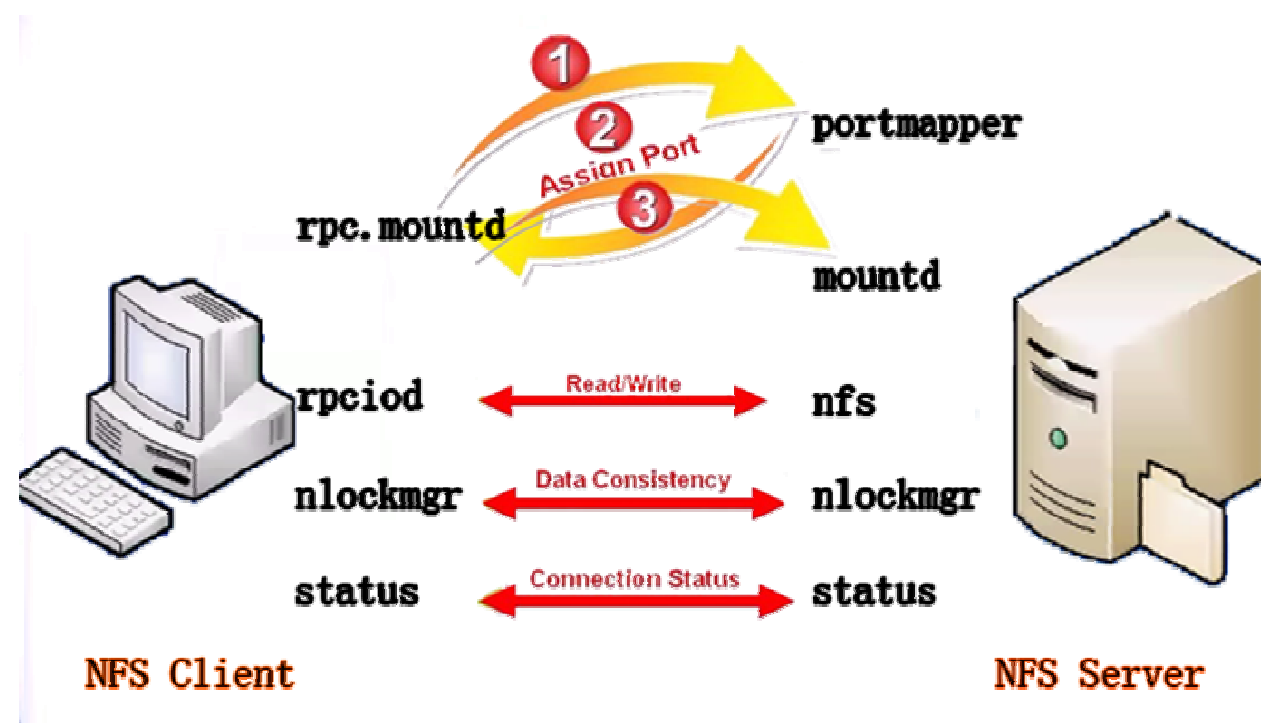 1
2
portmapper
Assian Port
3
rpc.mountd
mountd
rpciod
Read/Write
nfs
nlockmgr
Data Consistency
nlockmgr
status
Connection Status
status
NFS Client
NFS Server